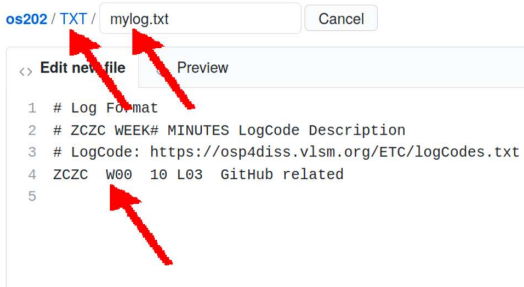 os202 / TXT / mylog.txt Cancel
<> Edit new file Preview
1 # Log Format
2 # ZCZC WEEK# MINUTES LogCode Description
3 # LogCode: https://osp4diss.vlsm.org/ETC/logCodes.txt
4 ZCZC  W00  10 L03  GitHub related
5